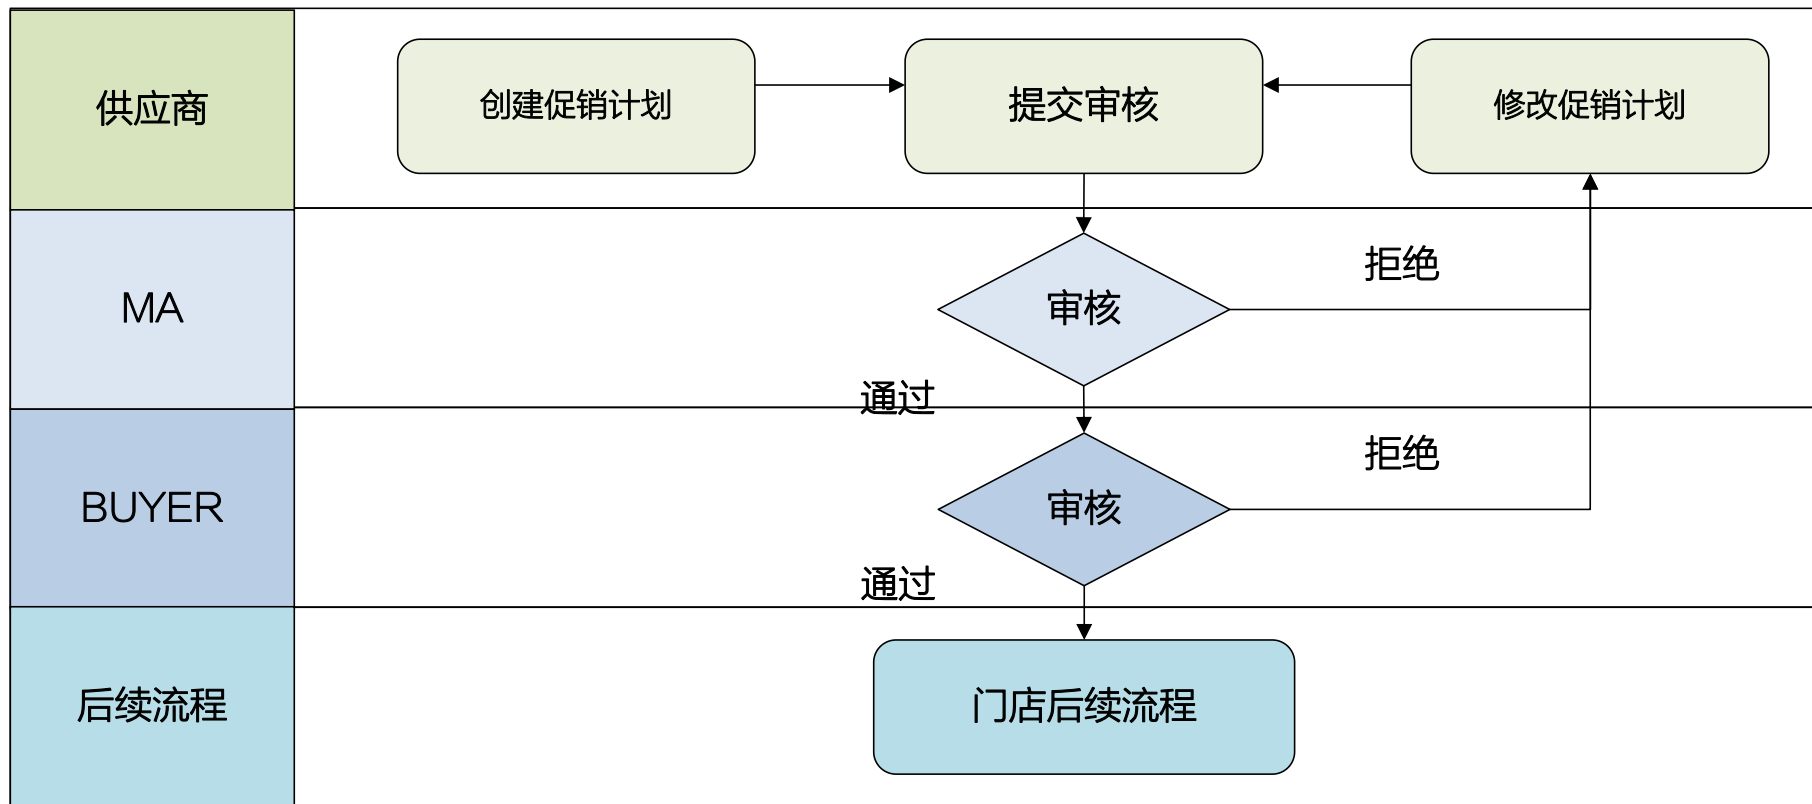 供应商
创建促销计划
提交审核
修改促销计划
MA
审核
拒绝
通过
BUYER
审核
拒绝
通过
后续流程
门店后续流程